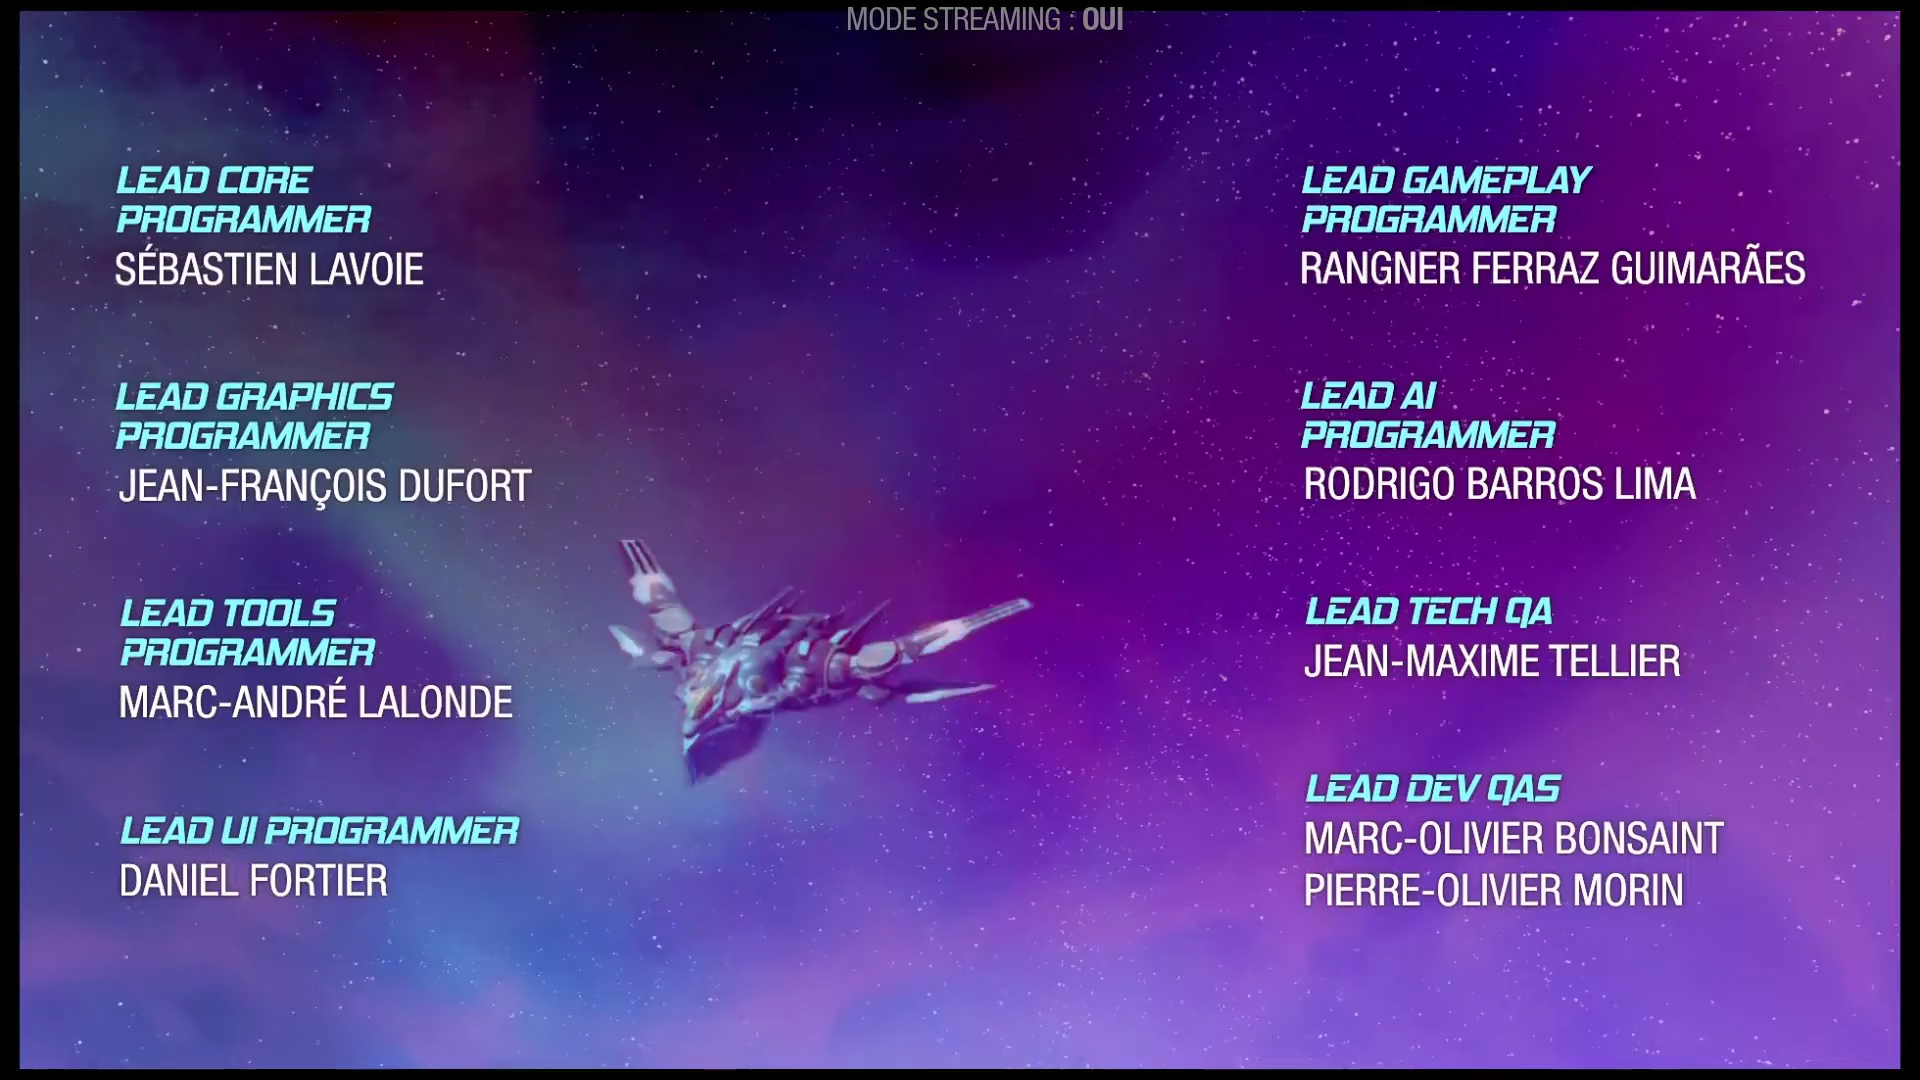 MODE STREAMING : OUI
LEAD CORE
PROGRAMMER
SÉBASTIEN LAVOIE
LEAD GRAPHICS
PROGRAMMER
JEAN-FRANÇOIS DUFORT
LEAD TOOLS
PROGRAMMER
MARC-ANDRÉ LALONDE
LEAD UI PROGRAMMER
DANIEL FORTIER
LEAD GAMEPLAY
PROGRAMMER
RANGNER FERRAZ GUIMARÃES
LEAD AI
PROGRAMMER
RODRIGO BARROS LIMA
LEAD TECH QA
JEAN-MAXIME TELLIER
LEAD DEV QAS
MARC-OLIVIER BONSAINT
PIERRE-OLIVIER MORIN